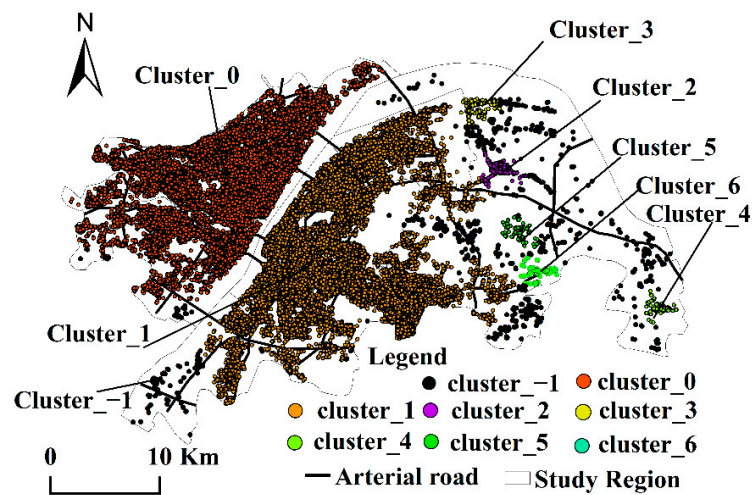 N
Cluster_3
Cluster_0
Cluster_2
Cluster_5
Cluster_6
Cluster_4
Cluster_1
Legend
Cluster_−1
cluster_−1 cluster_0
cluster_1 cluster_2 cluster_3
cluster_4 cluster_5 cluster_6
0 10 Km
Arterial road Study Region